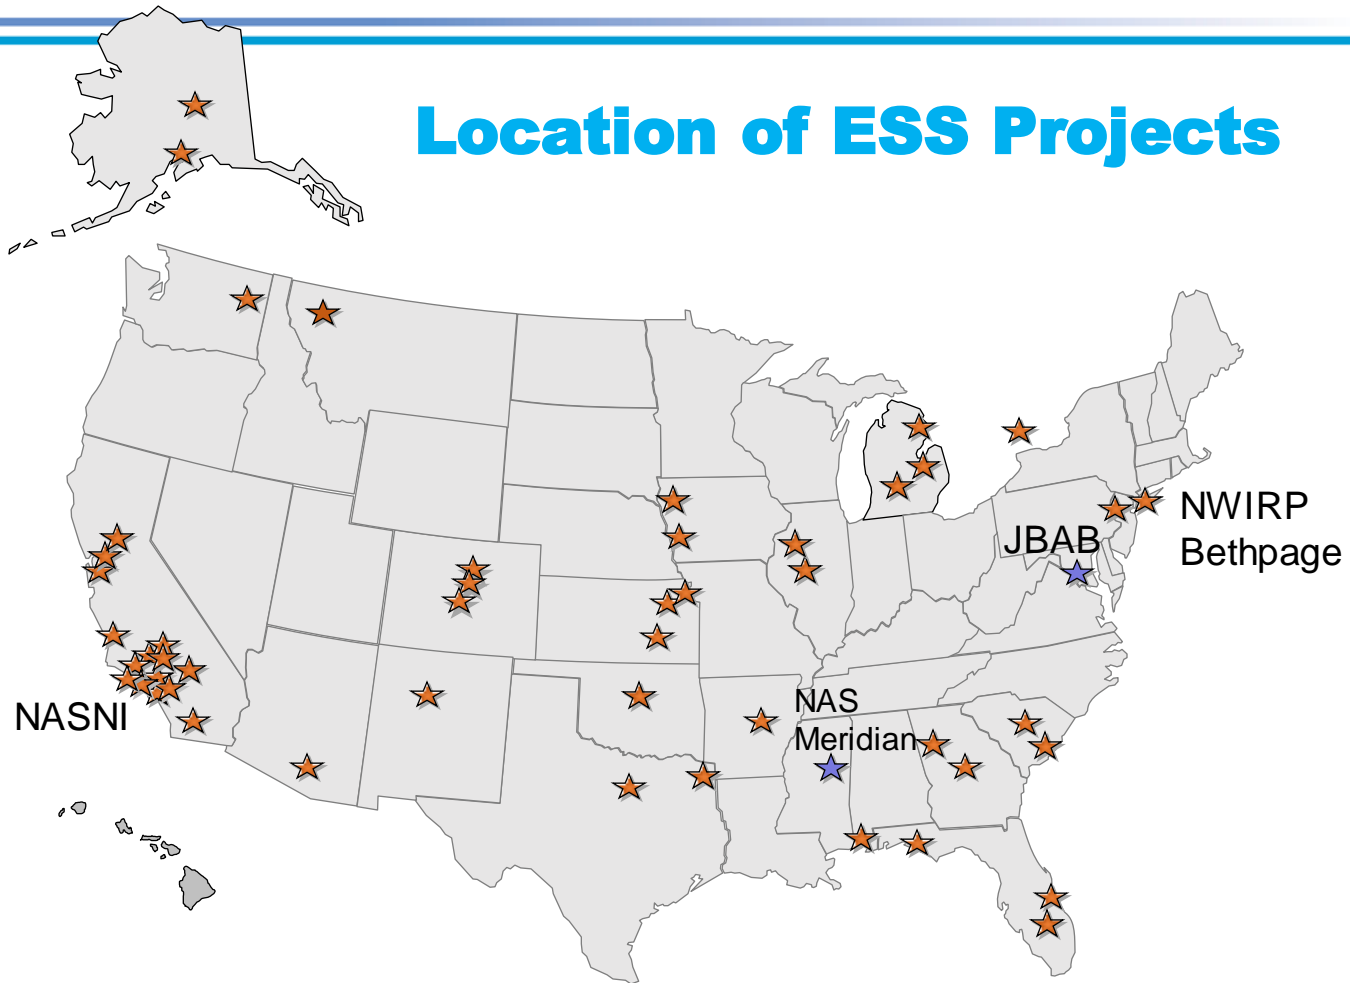 Location of ESS Projects
NWIRP
Bethpage
JBAB
NAS
Meridian
NASNI